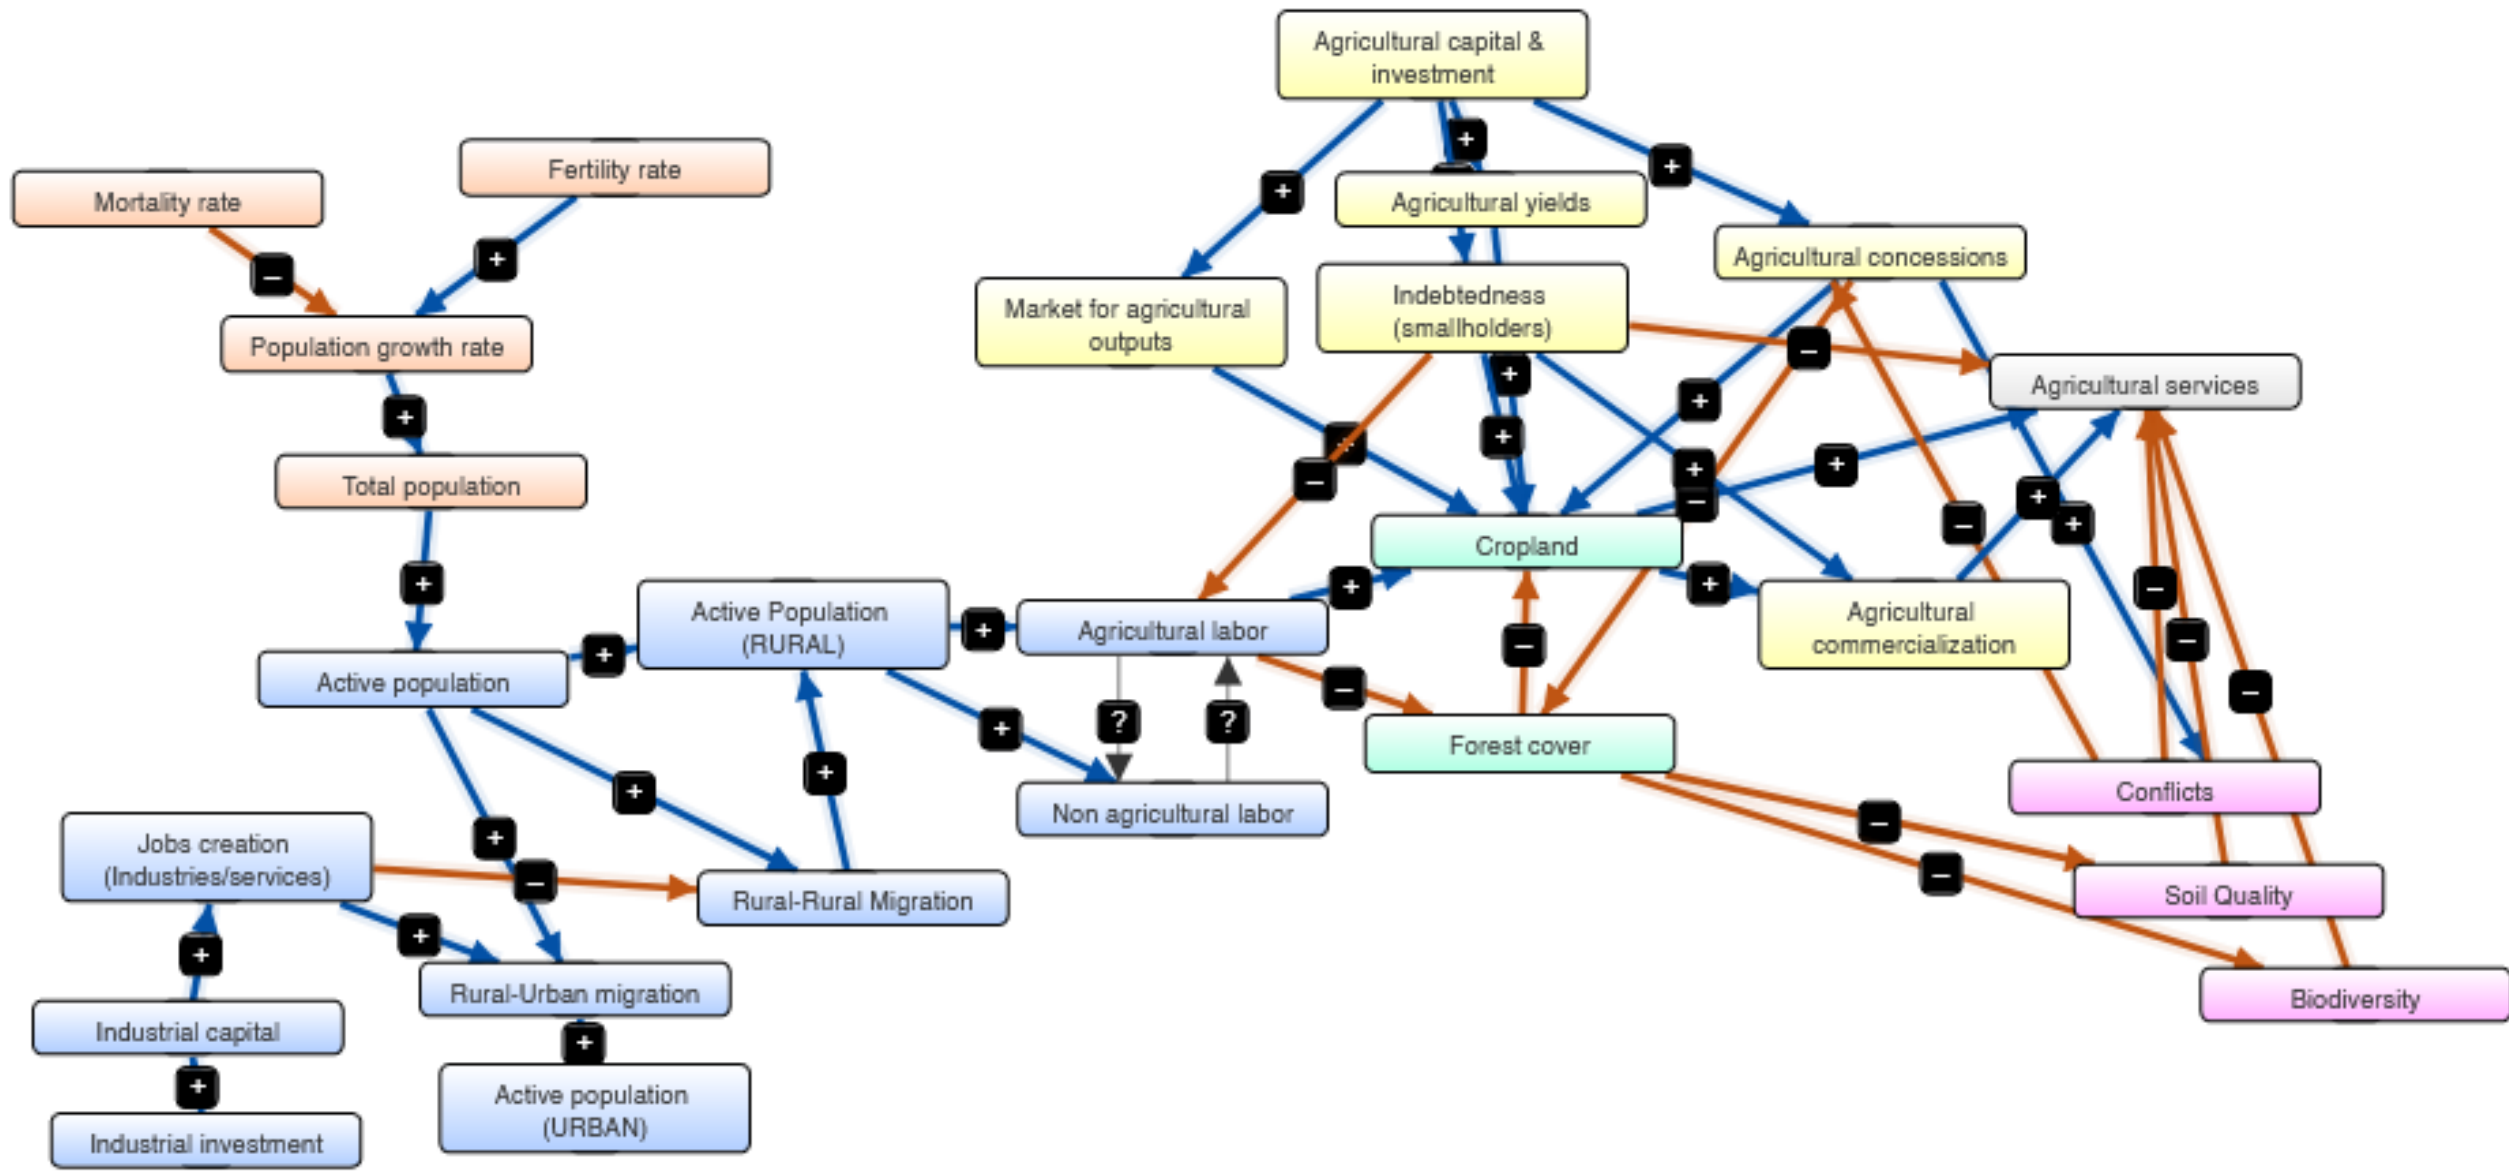 Agricultural capital &
investment
Fertility rate
Mortality rate
Agricultural yields
Agricultural concessions
Market for agricultural
outputs
Indebtedness
(smallholders)
Population growth rate
Agricultural services
Total population
Cropland
Active Population
(RURAL)
Agricultural labor
Agricultural
commercialization
Active population
Forest cover
Non agricultural labor
Conflicts
Jobs creation
(Industries/services)
Rural-Rural Migration
Soil Quality
Rural-Urban migration
Biodiversity
Industrial capital
Active population
(URBAN)
Industrial investment
+
+
+
–
+
+
+
–
+
+
+
+
–
+
+
–
+
–
+
+
+
+
+
–
–
+
+
–
–
–
?
?
+
+
+
+
–
–
–
+
+
+
+